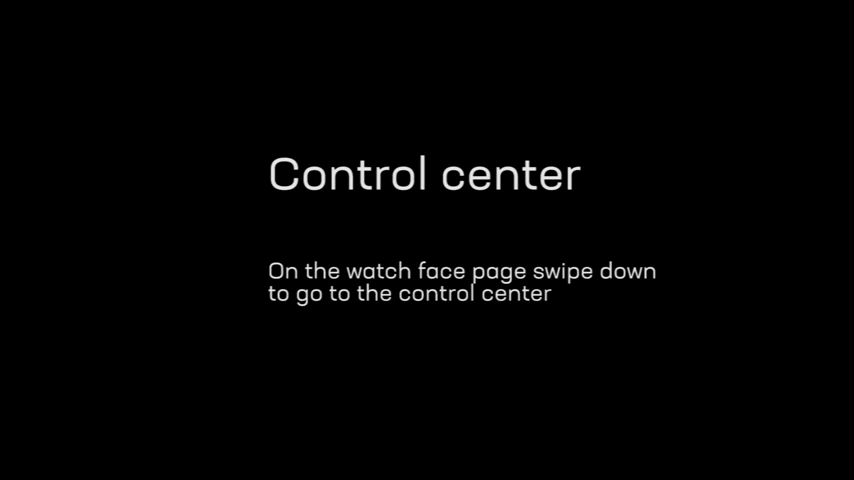 Control center
On the watch face page swipe down
to go to the control center